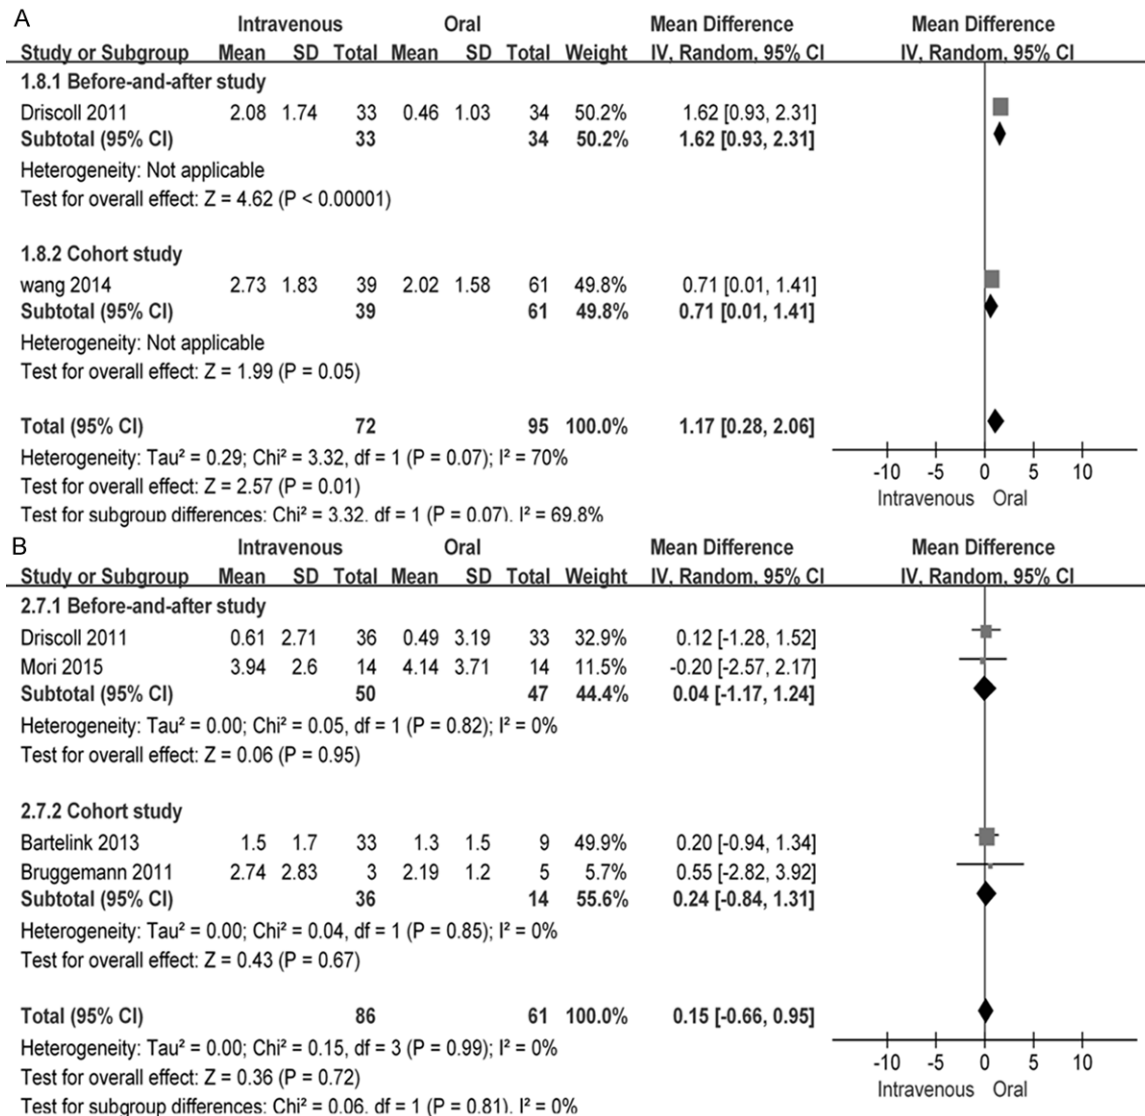 A
Intravenous Oral Mean Difference Mean Difference
Study or Subgroup Mean SD Total Mean SD Total Weight IV, Random, 95% CI IV, Random, 95% CI
1.8.1 Before-and-after study
Driscoll 2011 2.08 1.74 33 0.46 1.03 34 50.2% 1.62 [0.93, 2.31]
Subtotal (95% CI) 33 34 50.2% 1.62 [0.93, 2.31]
Heterogeneity: Not applicable
Test for overall effect: Z = 4.62 (P < 0.00001)
1.8.2 Cohort study
wang 2014 2.73 1.83 39 2.02 1.58 61 49.8% 0.71 [0.01, 1.41]
Subtotal (95% CI) 39 61 49.8% 0.71 [0.01, 1.41]
Heterogeneity: Not applicable
Test for overall effect: Z = 1.99 (P = 0.05)
Total (95% CI) 72 95 100.0% 1.17 [0.28, 2.06]
Heterogeneity: Tau² = 0.29; Chi² = 3.32, df = 1 (P = 0.07); I² = 70%
Test for overall effect: Z = 2.57 (P = 0.01)
Test for subgroup differences: Chi² = 3.32. df = 1 (P = 0.07). I² = 69.8%
-10 -5 0 5 10
Intravenous Oral
B
Intravenous Oral Mean Difference Mean Difference
Study or Subgroup Mean SD Total Mean SD Total Weight IV, Random, 95% CI IV, Random, 95% CI
2.7.1 Before-and-after study
Driscoll 2011 0.61 2.71 36 0.49 3.19 33 32.9% 0.12 [-1.28, 1.52]
Mori 2015 3.94 2.6 14 4.14 3.71 14 11.5% -0.20 [-2.57, 2.17]
Subtotal (95% CI) 50 47 44.4% 0.04 [-1.17, 1.24]
Heterogeneity: Tau² = 0.00; Chi² = 0.05, df = 1 (P = 0.82); I² = 0%
Test for overall effect: Z = 0.06 (P = 0.95)
2.7.2 Cohort study
Bartelink 2013 1.5 1.7 33 1.3 1.5 9 49.9% 0.20 [-0.94, 1.34]
Bruggemann 2011 2.74 2.83 3 2.19 1.2 5 5.7% 0.55 [-2.82, 3.92]
Subtotal (95% CI) 36 14 55.6% 0.24 [-0.84, 1.31]
Heterogeneity: Tau² = 0.00; Chi² = 0.04, df = 1 (P = 0.85); I² = 0%
Test for overall effect: Z = 0.43 (P = 0.67)
Total (95% CI) 86 61 100.0% 0.15 [-0.66, 0.95]
Heterogeneity: Tau² = 0.00; Chi² = 0.15, df = 3 (P = 0.99); I² = 0%
Test for overall effect: Z = 0.36 (P = 0.72)
Test for subgroup differences: Chi² = 0.06. df = 1 (P = 0.81). I² = 0%
-10 -5 0 5 10
Intravenous Oral